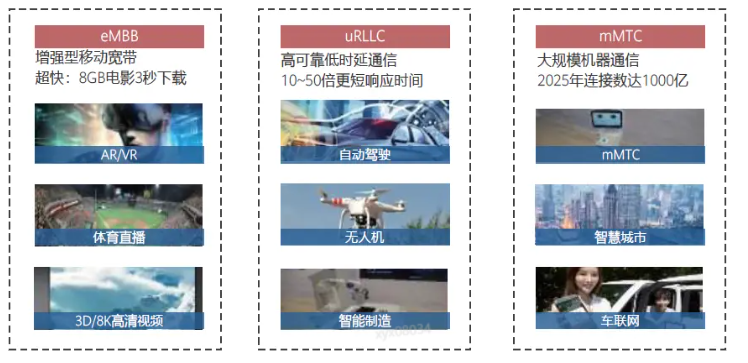 eMBB
增强型移动宽带
超快：8GB电影3秒下载
AR/VR
体育直播
3D/8K高清视频
uRLLC
高可靠低时延通信
10~50倍更短响应时间
自动驾驶
无人机
智能制造
mMTC
大规模机器通信
2025年连接数达1000亿
mMTC
智慧城市
车联网